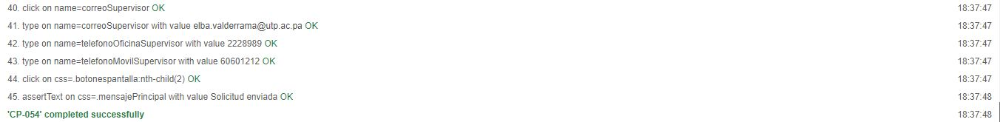 40. click on name=correoSupervisor OK 18:37:47
41. type on name=correoSupervisor with value elba.valderrama@utp.ac.pa OK 18:37:47
42. type on name=telefonoOficinaSupervisor with value 2228989 OK 18:37:47
43. type on name=telefonoMovilSupervisor with value 60601212 OK 18:37:47
44. click on css=.botonespantalla:nth-child(2) OK 18:37:47
45. assertText on css=.mensajePrincipal with value Solicitud enviada OK 18:37:48
'CP-054' completed successfully 18:37:48